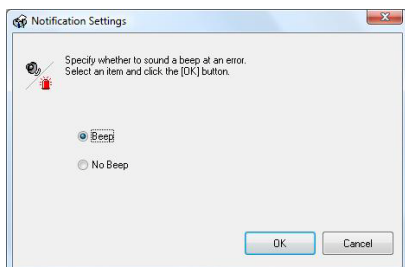 Notification Settings
Specify whether to sound a beep at an error.
Select an item and click the [OK] button.
Beep
No Beep
OK Cancel